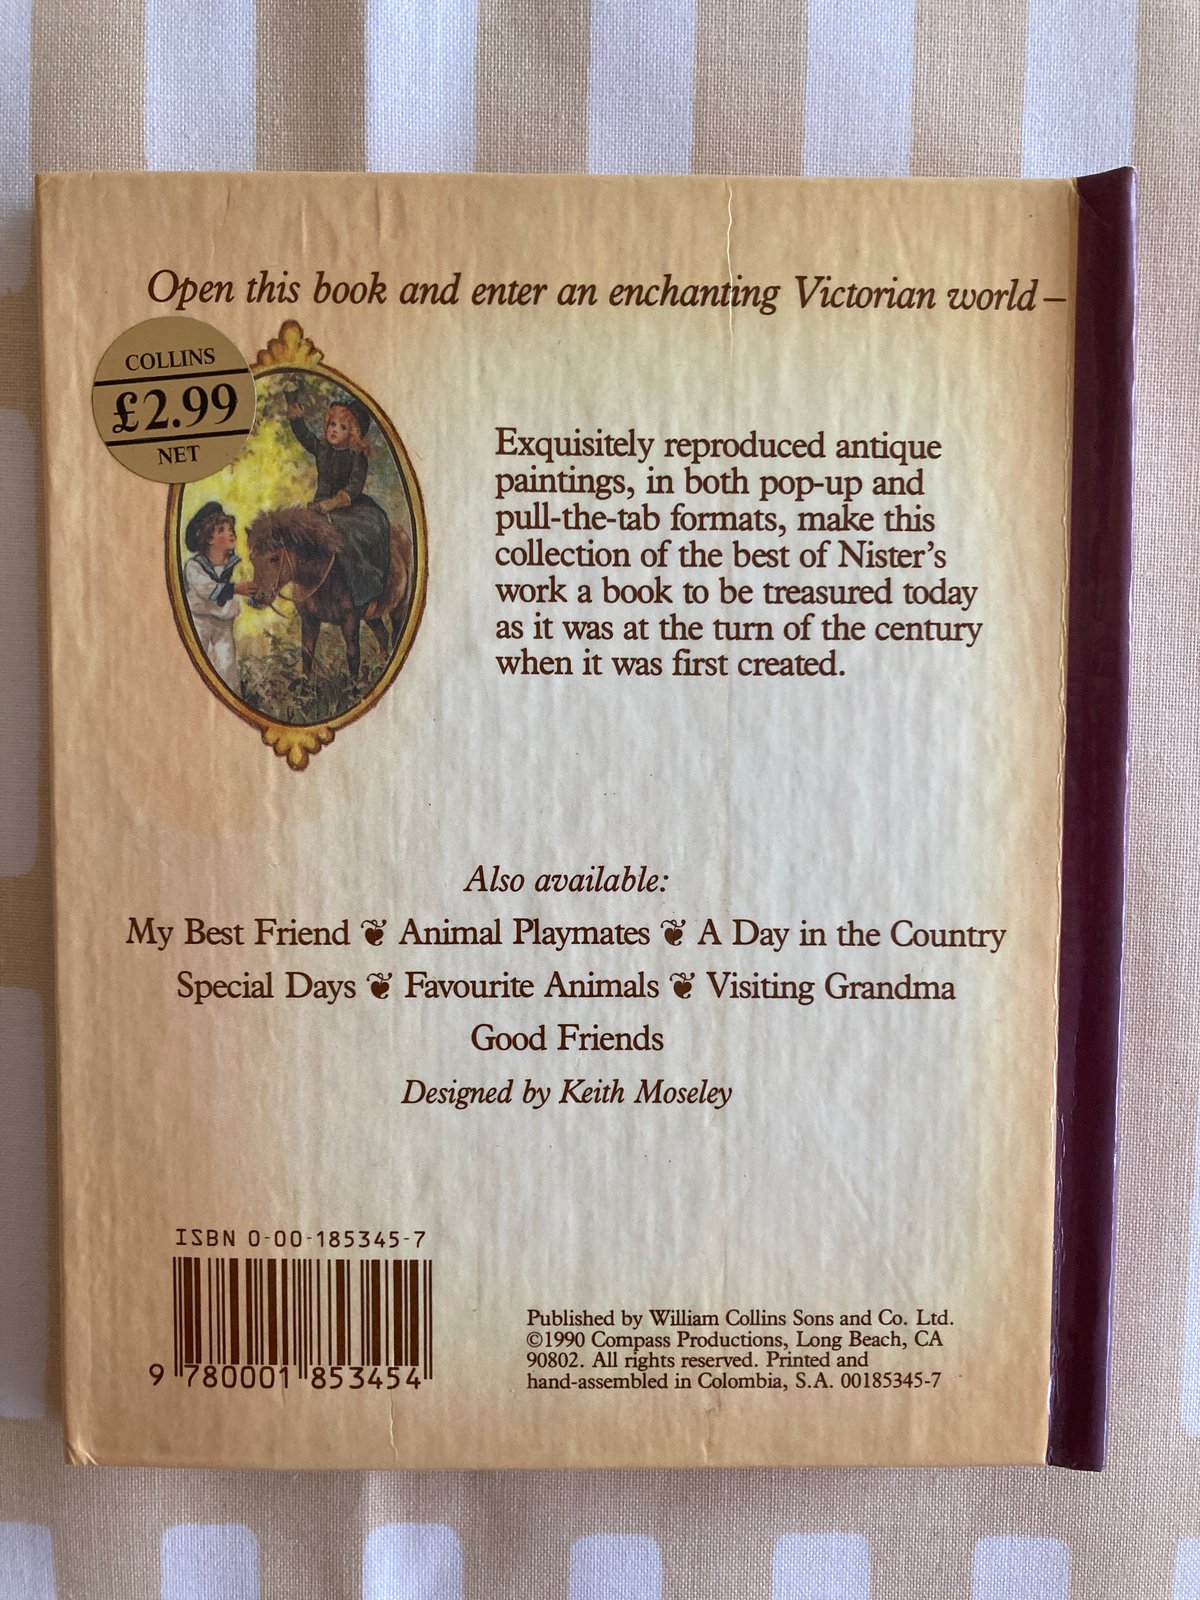 Open this book and enter an enchanting Victorian world –
COLLINS
£2.99
NET
Exquisitely reproduced antique
paintings, in both pop-up and
pull-the-tab formats, make this
collection of the best of Nister's
work a book to be treasured today
as it was at the turn of the century
when it was first created.
Also available:
My Best Friend ❦ Animal Playmates ❦ A Day in the Country
Special Days ❦ Favourite Animals ❦ Visiting Grandma
Good Friends
Designed by Keith Moseley
ISBN 0-00-185345-7
9 780001 853454
Published by William Collins Sons and Co. Ltd.
©1990 Compass Productions, Long Beach, CA
90802. All rights reserved. Printed and
hand-assembled in Colombia, S.A. 00185345-7